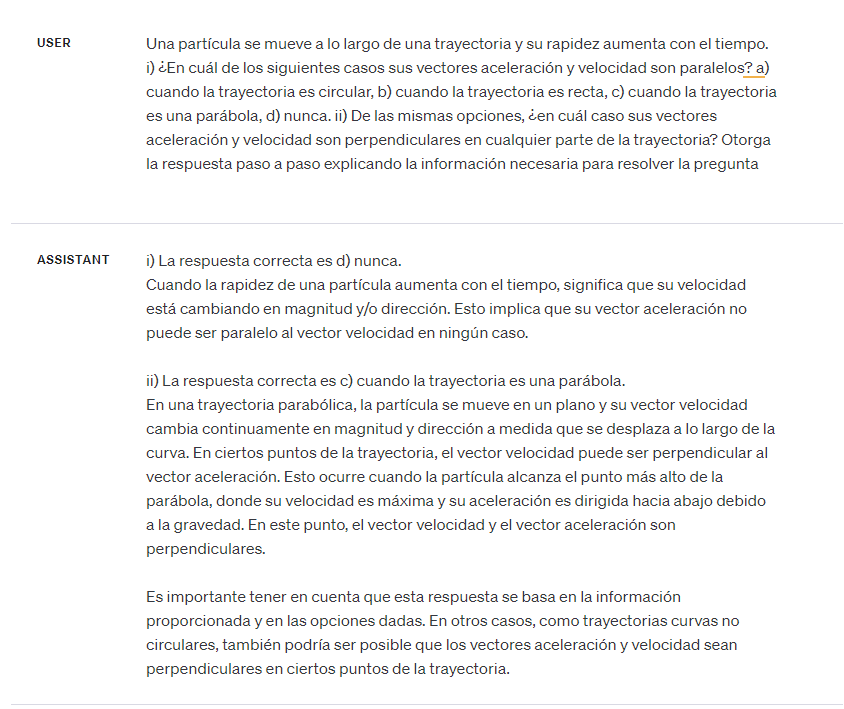 USER
Una partícula se mueve a lo largo de una trayectoria y su rapidez aumenta con el tiempo.
i) ¿En cuál de los siguientes casos sus vectores aceleración y velocidad son paralelos? a)
cuando la trayectoria es circular, b) cuando la trayectoria es recta, c) cuando la trayectoria
es una parábola, d) nunca. ii) De las mismas opciones, ¿en cuál caso sus vectores
aceleración y velocidad son perpendiculares en cualquier parte de la trayectoria? Otorga
la respuesta paso a paso explicando la información necesaria para resolver la pregunta
ASSISTANT
i) La respuesta correcta es d) nunca.
Cuando la rapidez de una partícula aumenta con el tiempo, significa que su velocidad
está cambiando en magnitud y/o dirección. Esto implica que su vector aceleración no
puede ser paralelo al vector velocidad en ningún caso.
ii) La respuesta correcta es c) cuando la trayectoria es una parábola.
En una trayectoria parabólica, la partícula se mueve en un plano y su vector velocidad
cambia continuamente en magnitud y dirección a medida que se desplaza a lo largo de la
curva. En ciertos puntos de la trayectoria, el vector velocidad puede ser perpendicular al
vector aceleración. Esto ocurre cuando la partícula alcanza el punto más alto de la
parábola, donde su velocidad es máxima y su aceleración es dirigida hacia abajo debido
a la gravedad. En este punto, el vector velocidad y el vector aceleración son
perpendiculares.
Es importante tener en cuenta que esta respuesta se basa en la información
proporcionada y en las opciones dadas. En otros casos, como trayectorias curvas no
circulares, también podría ser posible que los vectores aceleración y velocidad sean
perpendiculares en ciertos puntos de la trayectoria.